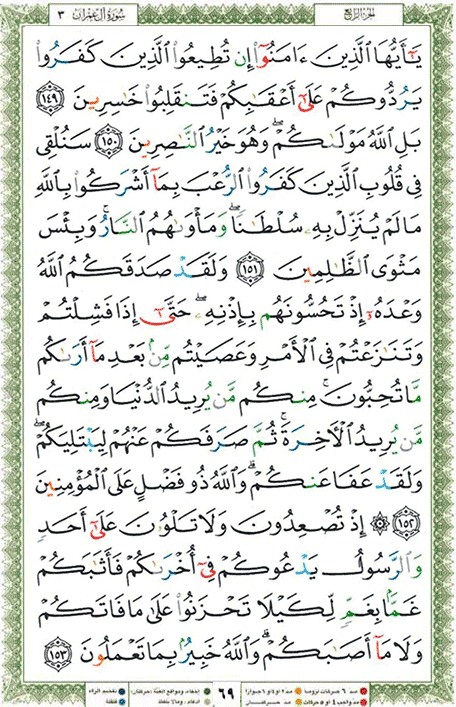 سُورَةُ آلِ عِمْرَان ٣
الجزء الرابع
يَـٰٓأَيُّهَا ٱلَّذِينَ ءَامَنُوٓا۟ إِن تُطِيعُوا۟ ٱلَّذِينَ كَفَرُوا۟
يَرُدُّوكُمْ عَلَىٰٓ أَعْقَـٰبِكُمْ فَتَنقَلِبُوا۟ خَـٰسِرِينَ ١٤٩
بَلِ ٱللَّهُ مَوْلَىٰكُمْ ۖ وَهُوَ خَيْرُ ٱلنَّـٰصِرِينَ ١٥٠ سَنُلْقِى
فِى قُلُوبِ ٱلَّذِينَ كَفَرُوا۟ ٱلرُّعْبَ بِمَآ أَشْرَكُوا۟ بِٱللَّهِ
مَا لَمْ يُنَزِّلْ بِهِۦ سُلْطَـٰنًا ۖ وَمَأْوَىٰهُمُ ٱلنَّارُ ۚ وَبِئْسَ
مَثْوَى ٱلظَّـٰلِمِينَ ١٥١ وَلَقَدْ صَدَقَكُمُ ٱللَّهُ
وَعْدَهُۥٓ إِذْ تَحُسُّونَهُم بِإِذْنِهِۦ ۖ حَتَّىٰٓ إِذَا فَشِلْتُمْ
وَتَنَـٰزَعْتُمْ فِى ٱلْأَمْرِ وَعَصَيْتُم مِّنۢ بَعْدِ مَآ أَرَىٰكُم
مَّا تُحِبُّونَ ۚ مِنكُم مَّن يُرِيدُ ٱلدُّنْيَا وَمِنكُم
مَّن يُرِيدُ ٱلْـَٔاخِرَةَ ۚ ثُمَّ صَرَفَكُمْ عَنْهُمْ لِيَبْتَلِيَكُمْ ۖ
وَلَقَدْ عَفَا عَنكُمْ ۗ وَٱللَّهُ ذُو فَضْلٍ عَلَى ٱلْمُؤْمِنِينَ
١٥٢ ۞ إِذْ تُصْعِدُونَ وَلَا تَلْوُۥنَ عَلَىٰٓ أَحَدٍ
وَٱلرَّسُولُ يَدْعُوكُمْ فِىٓ أُخْرَىٰكُمْ فَأَثَـٰبَكُمْ
غَمًّۢا بِغَمٍّ لِّكَيْلَا تَحْزَنُوا۟ عَلَىٰ مَا فَاتَكُمْ
وَلَا مَآ أَصَـٰبَكُمْ ۗ وَٱللَّهُ خَبِيرٌۢ بِمَا تَعْمَلُونَ ١٥٣
٦٩